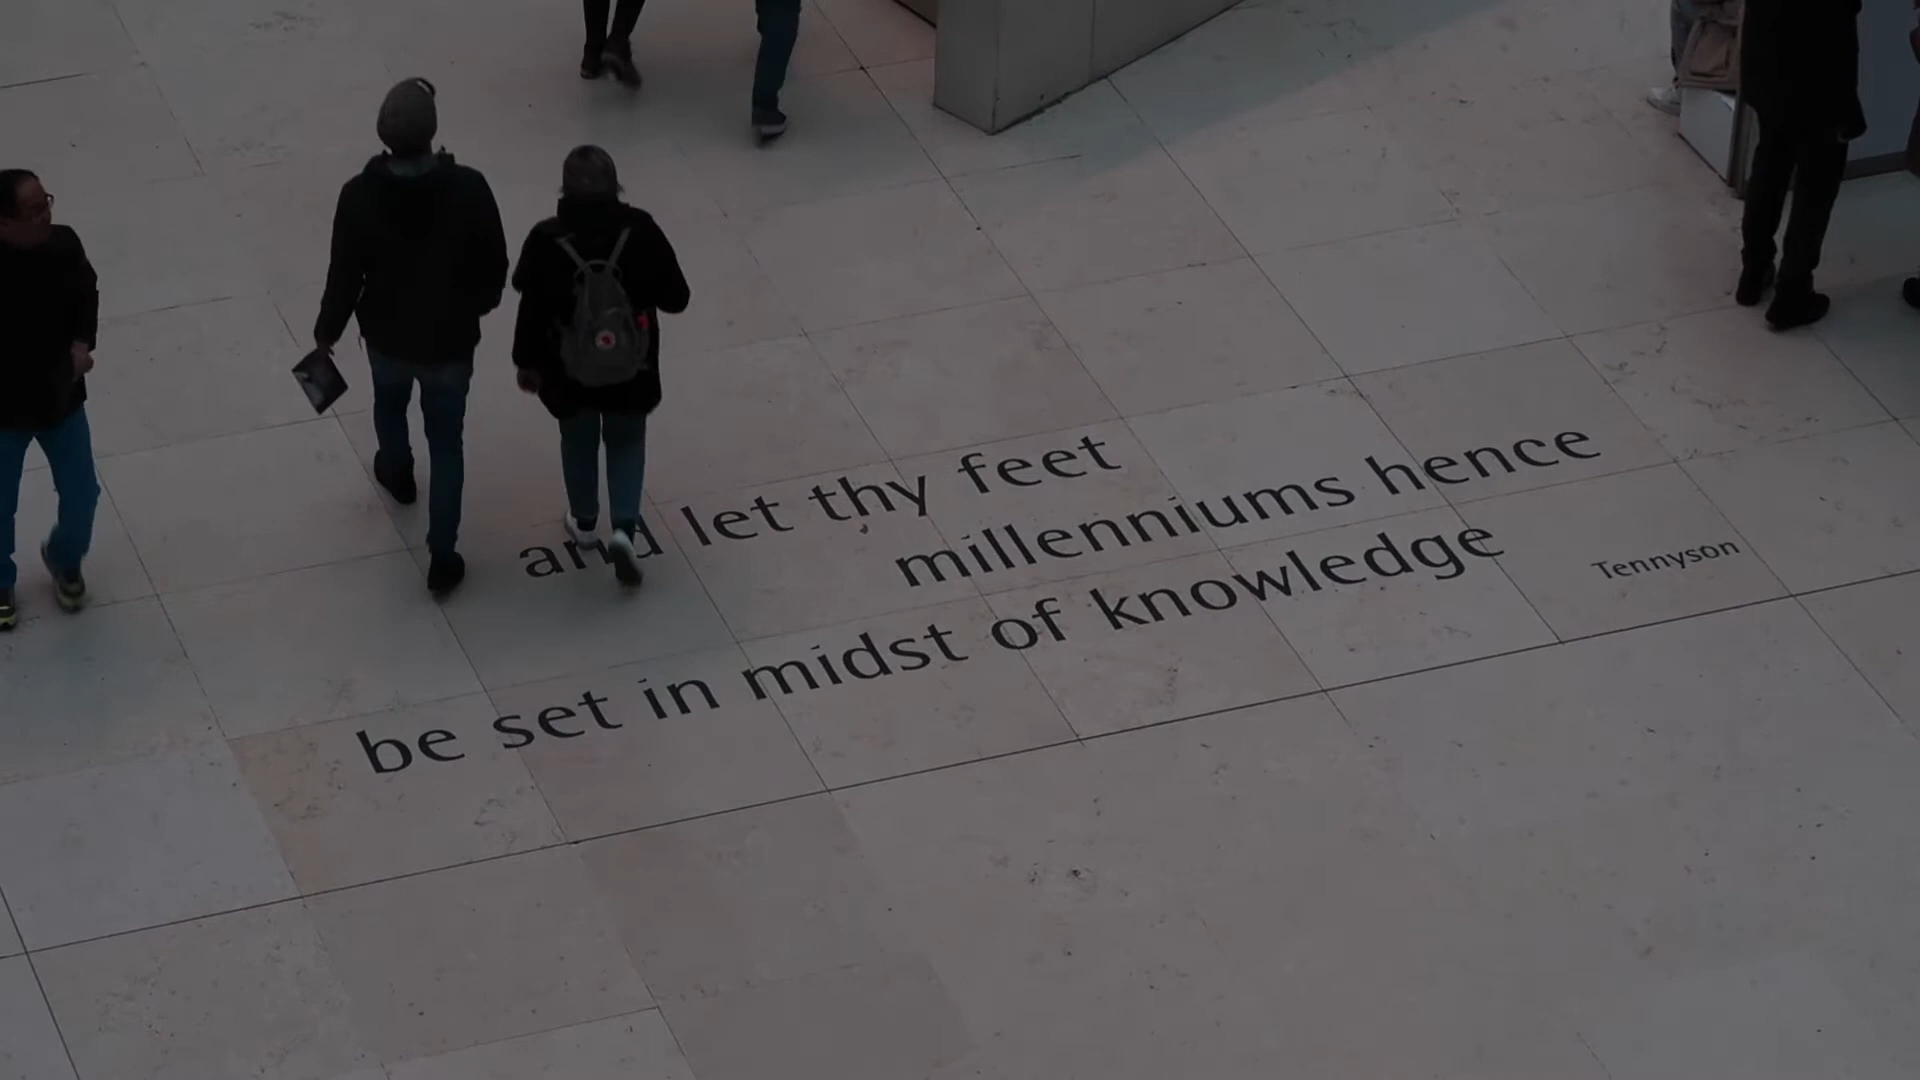 and let thy feet
millenniums hence
be set in midst of knowledge
Tennyson